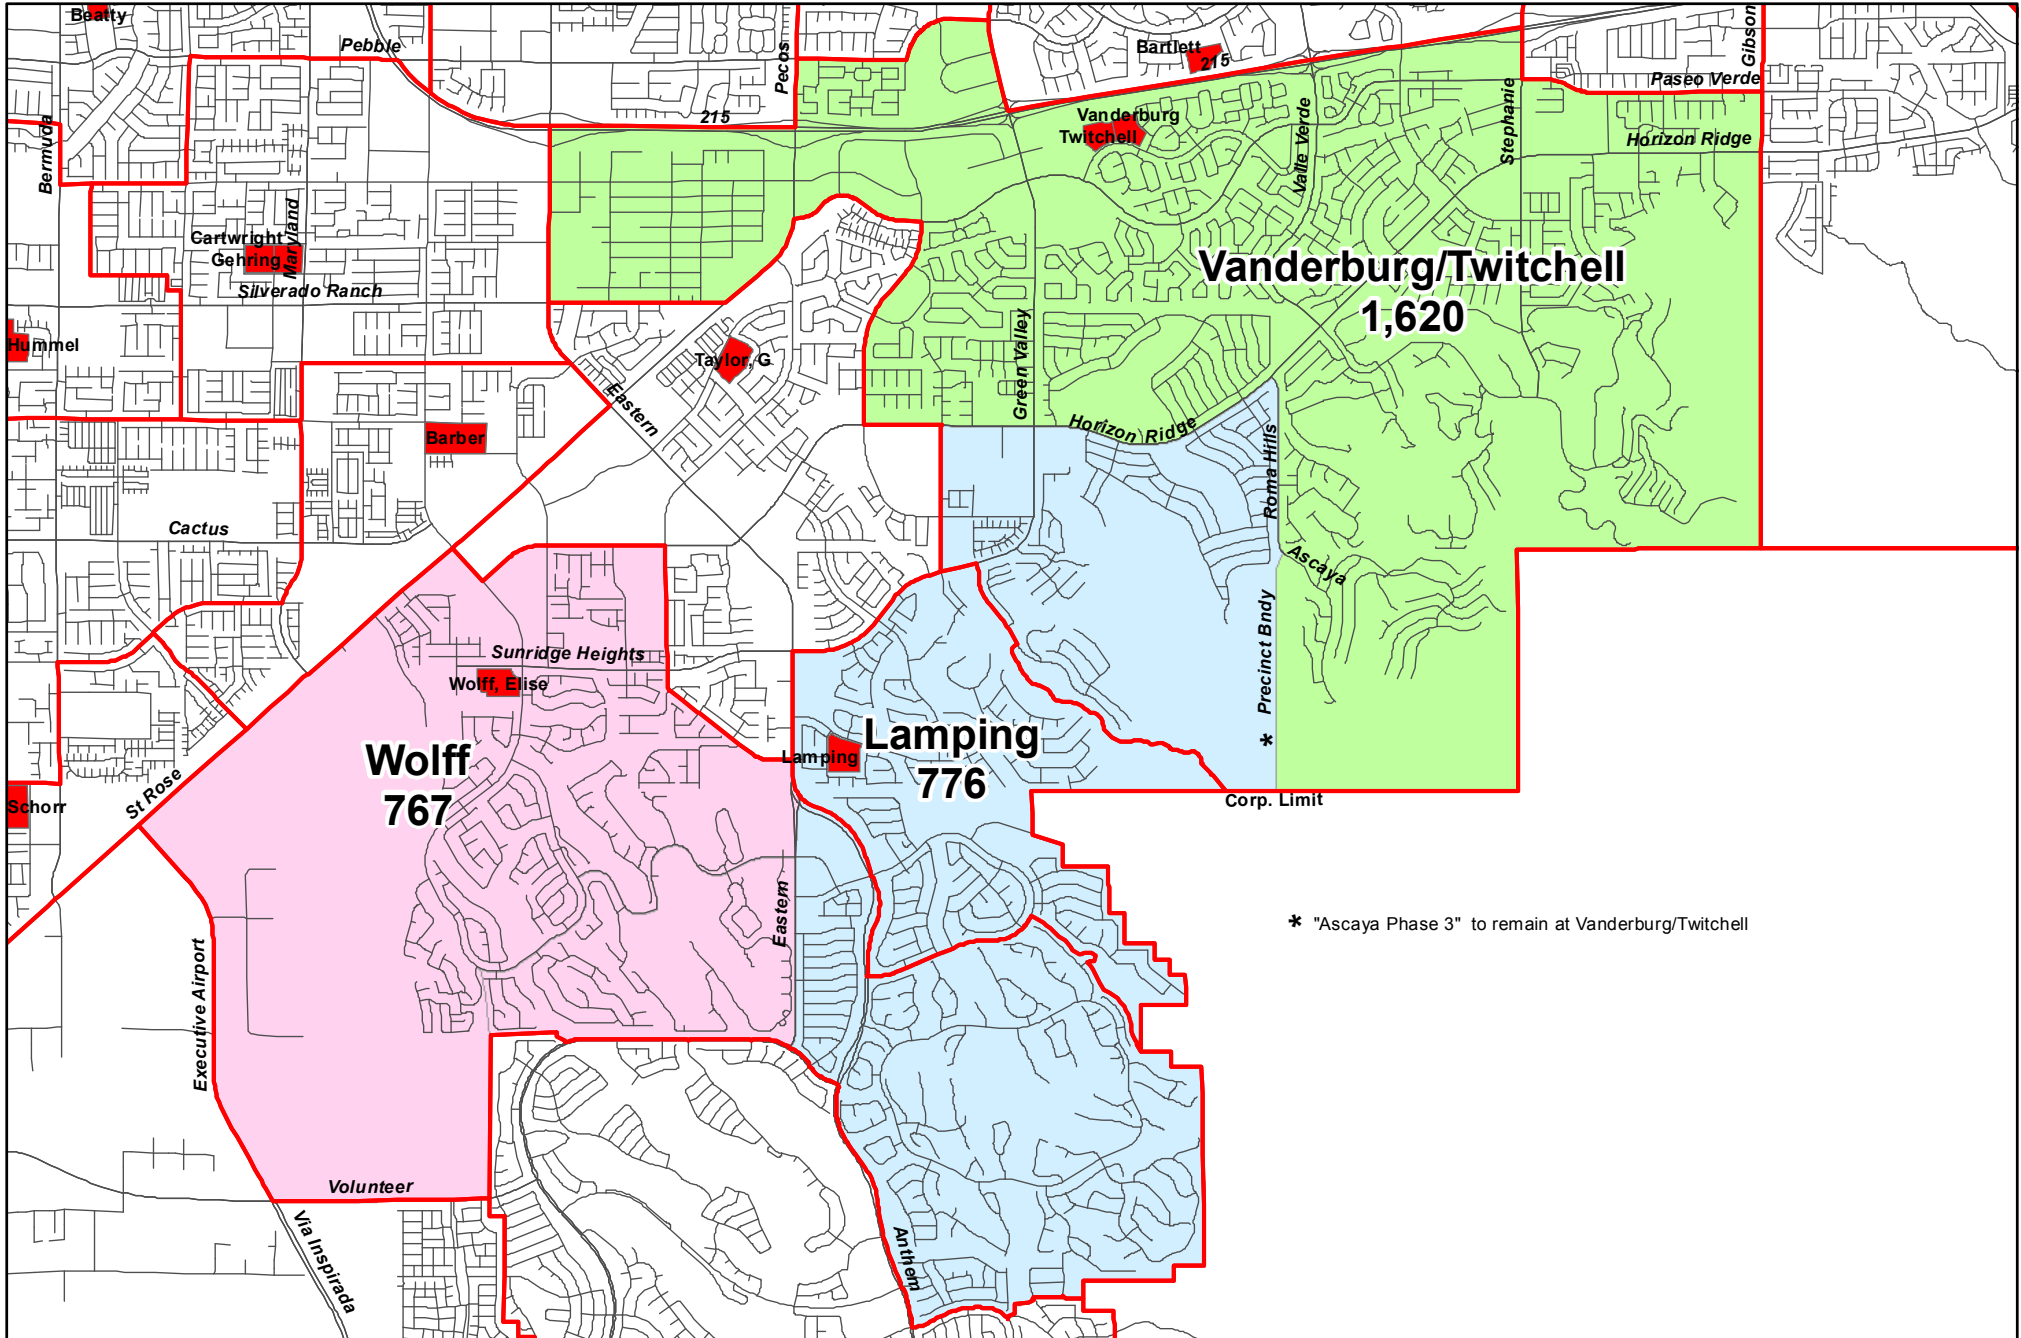 Beatty
Pebble
Pecos
Bartlett
215
Gibson
Paseo Verde
215
Vanderburg
Twitchell
Valle Verde
Stephanie
Horizon Ridge
Bermuda
Cartwright
Gehring
Maryland
Silverado Ranch
Vanderburg/Twitchell
1,620
Hummel
Taylor, G
Green Valley
Eastern
Barber
Horizon Ridge
Roma Hills
Cactus
Ascaya
Precinct Bndy
*
Sunridge Heights
Wolff, Elise
Wolff
767
Lamping
Lamping
776
Schorr
St Rose
Corp. Limit
Eastern
* "Ascaya Phase 3" to remain at Vanderburg/Twitchell
Executive Airport
Volunteer
Via Inspirada
Anthem